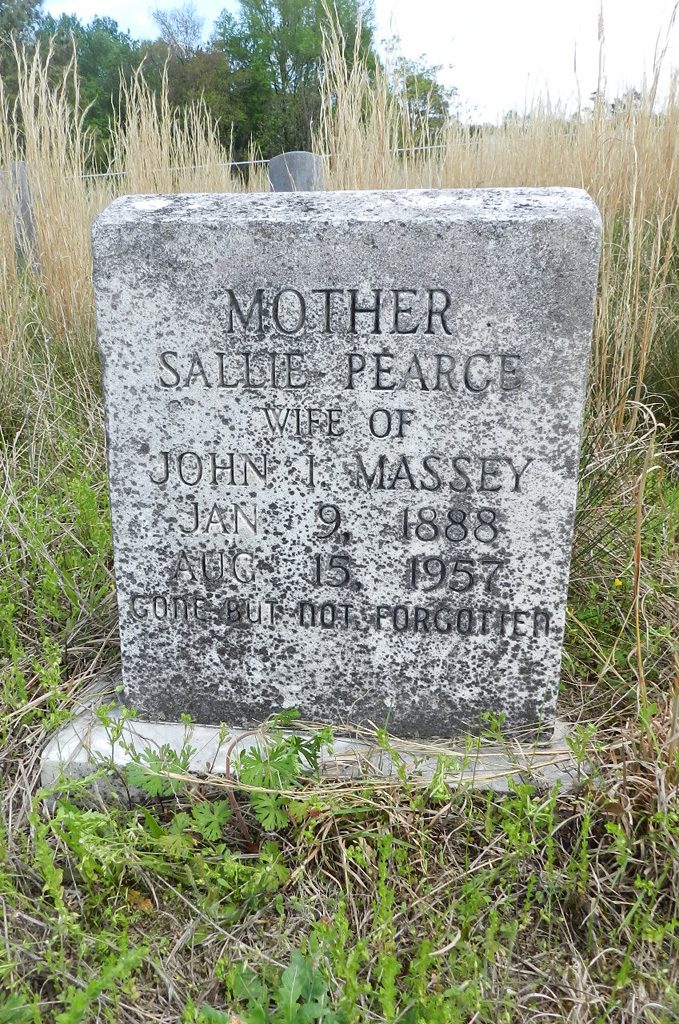 MOTHER
SALLIE PEARCE
WIFE OF
JOHN I. MASSEY
JAN 9, 1888
AUG 15, 1957
GONE BUT NOT FORGOTTEN